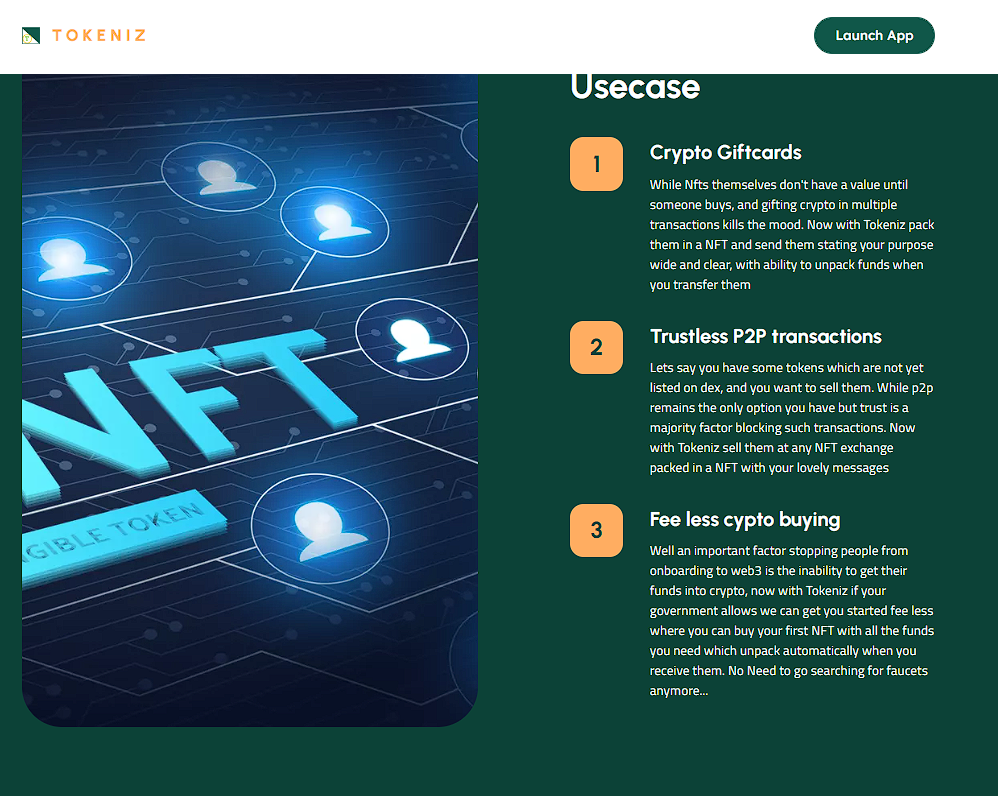 TOKENIZ
Launch App
Usecase
1
Crypto Giftcards
While Nfts themselves don't have a value until
someone buys, and gifting crypto in multiple
transactions kills the mood. Now with Tokeniz pack
them in a NFT and send them stating your purpose
wide and clear, with ability to unpack funds when
you transfer them
2
Trustless P2P transactions
Lets say you have some tokens which are not yet
listed on dex, and you want to sell them. While p2p
remains the only option you have but trust is a
majority factor blocking such transactions. Now
with Tokeniz sell them at any NFT exchange
packed in a NFT with your lovely messages
3
Fee less cypto buying
Well an important factor stopping people from
onboarding to web3 is the inability to get their
funds into crypto, now with Tokeniz if your
government allows we can get you started fee less
where you can buy your first NFT with all the funds
you need which unpack automatically when you
receive them. No Need to go searching for faucets
anymore...
NFT
GIBLE TOKEN